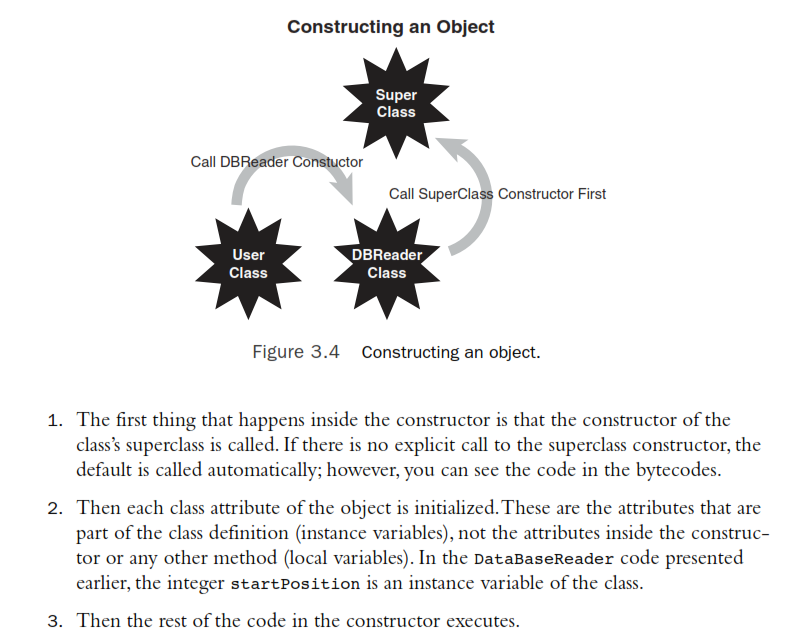 Constructing an Object
Super
Class
Call DBReader Constuctor
Call SuperClass Constructor First
User
Class
DBReader
Class
Figure 3.4 Constructing an object.
1. The first thing that happens inside the constructor is that the constructor of the
class’s superclass is called. If there is no explicit call to the superclass constructor, the
default is called automatically; however, you can see the code in the bytecodes.
2. Then each class attribute of the object is initialized. These are the attributes that are
part of the class definition (instance variables), not the attributes inside the construc-
tor or any other method (local variables). In the DataBaseReader code presented
earlier, the integer startPosition is an instance variable of the class.
3. Then the rest of the code in the constructor executes.